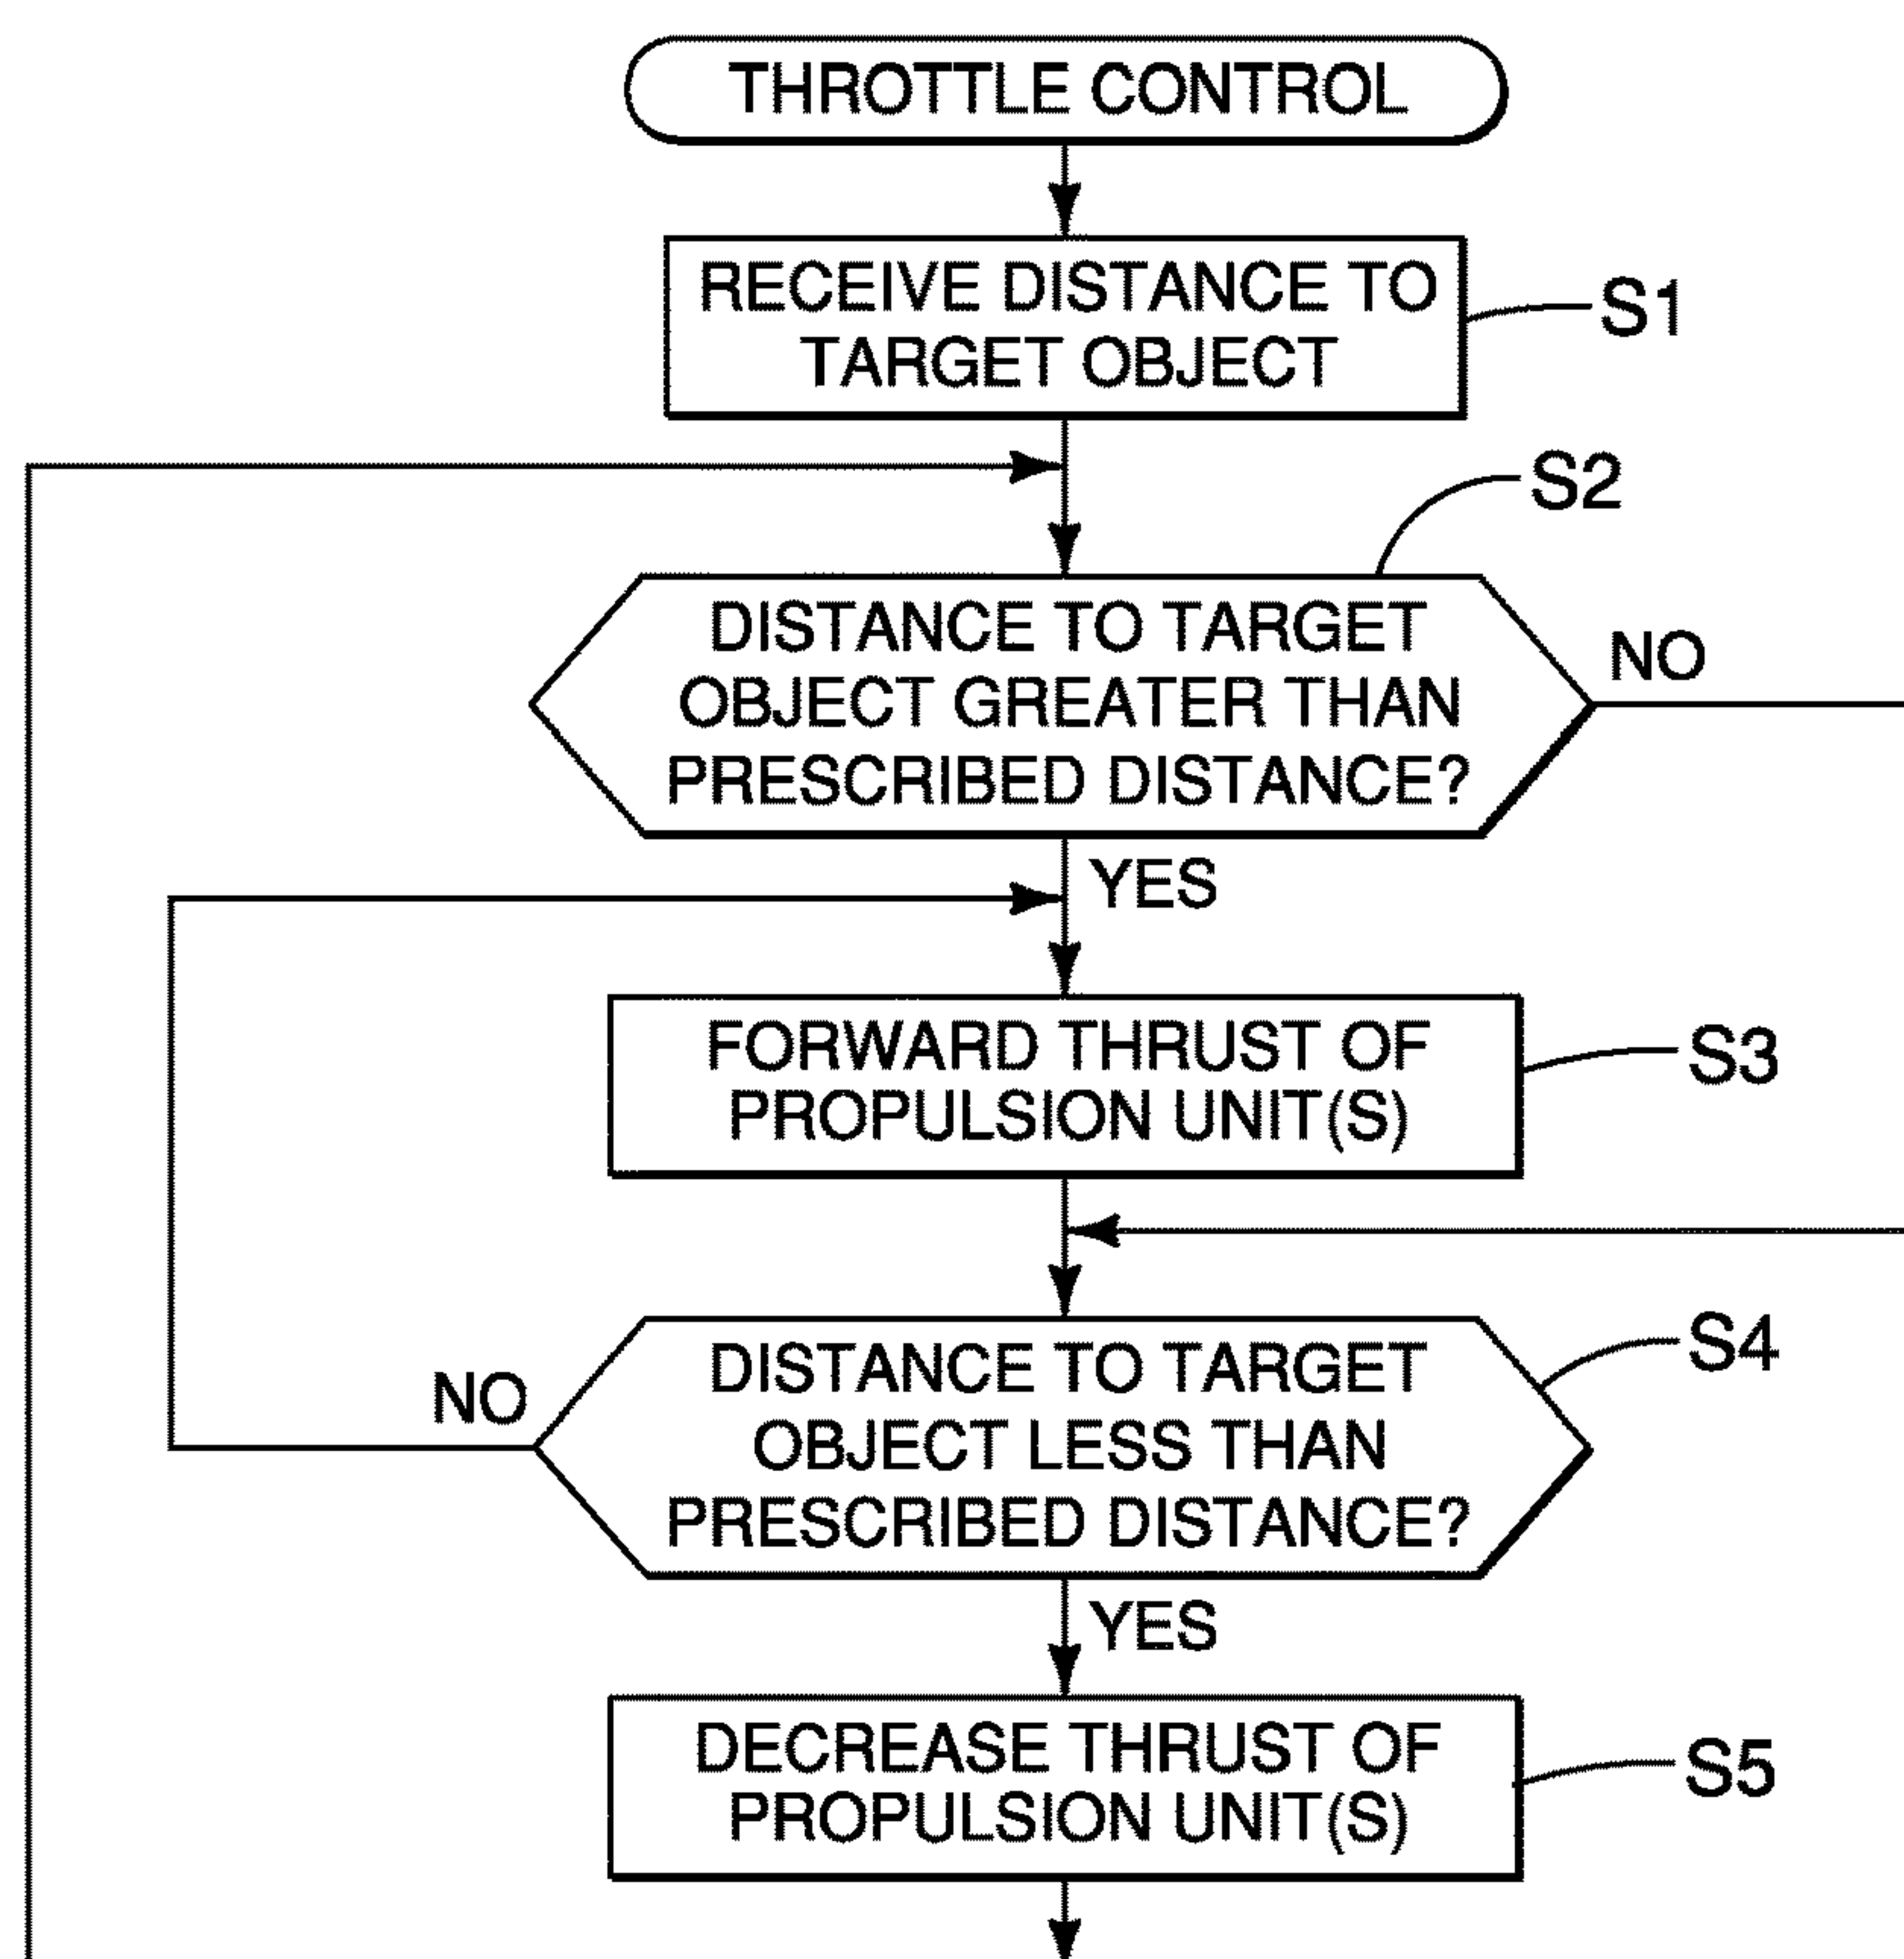 THROTTLE CONTROL
RECEIVE DISTANCE TO
TARGET OBJECT
S1
S2
DISTANCE TO TARGET
OBJECT GREATER THAN
PRESCRIBED DISTANCE?
NO
YES
FORWARD THRUST OF
PROPULSION UNIT(S)
S3
DISTANCE TO TARGET
OBJECT LESS THAN
PRESCRIBED DISTANCE?
S4
NO
YES
DECREASE THRUST OF
PROPULSION UNIT(S)
S5